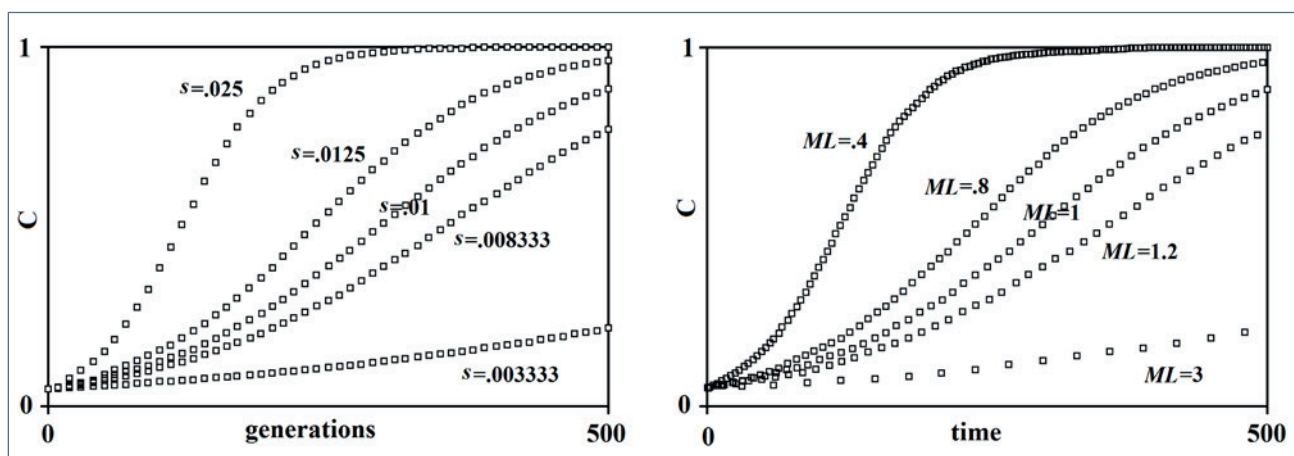 1
s=.025
s=.0125
s=.01
s=.008333
s=.003333
C
0
0
generations
500
1
ML=.4
ML=.8
ML=1
ML=1.2
ML=3
C
0
0
time
500